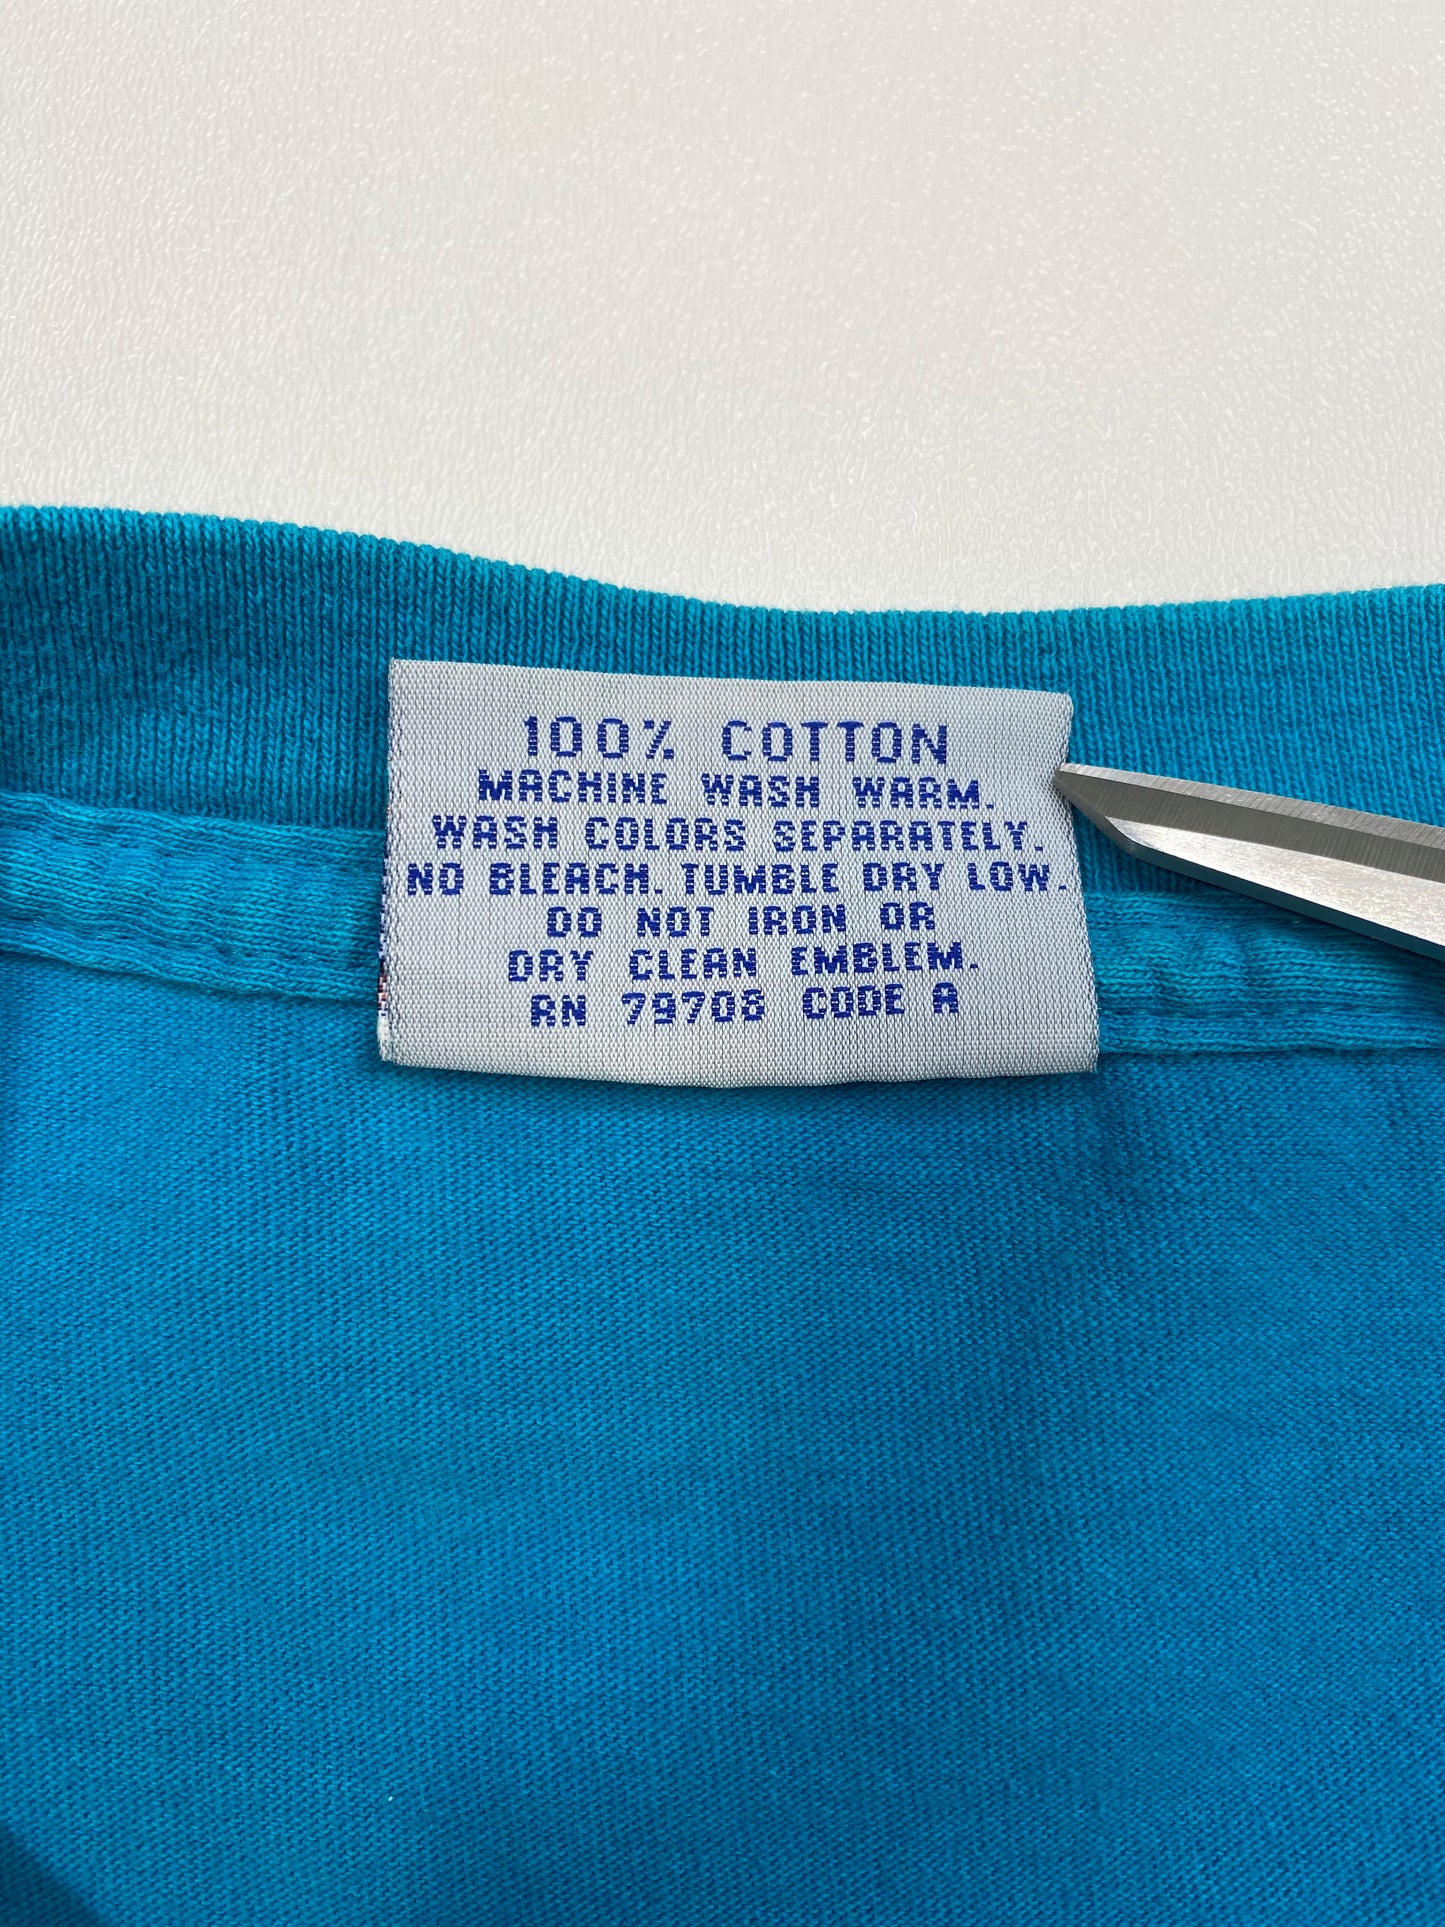 100% COTTON
MACHINE WASH WARM.
WASH COLORS SEPARATELY.
NO BLEACH. TUMBLE DRY LOW.
DO NOT IRON OR
DRY CLEAN EMBLEM.
RN 79708 CODE A